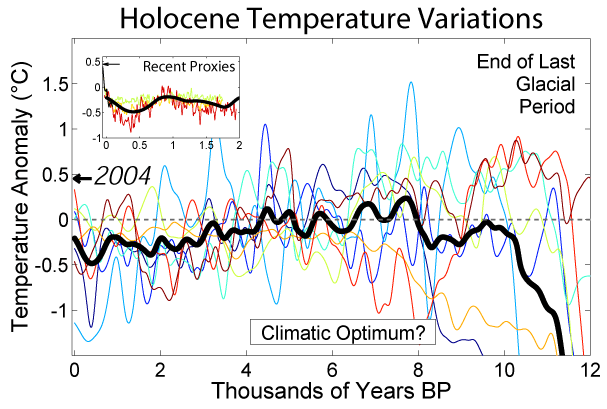 Holocene Temperature Variations
Temperature Anomaly (°C)
1.5
1
0.5
0
-0.5
-1
0.5
0
-0.5
-1
0 0.5 1 1.5 2
Recent Proxies
End of Last
Glacial
Period
2004
Climatic Optimum?
0 2 4 6 8 10 12
Thousands of Years BP